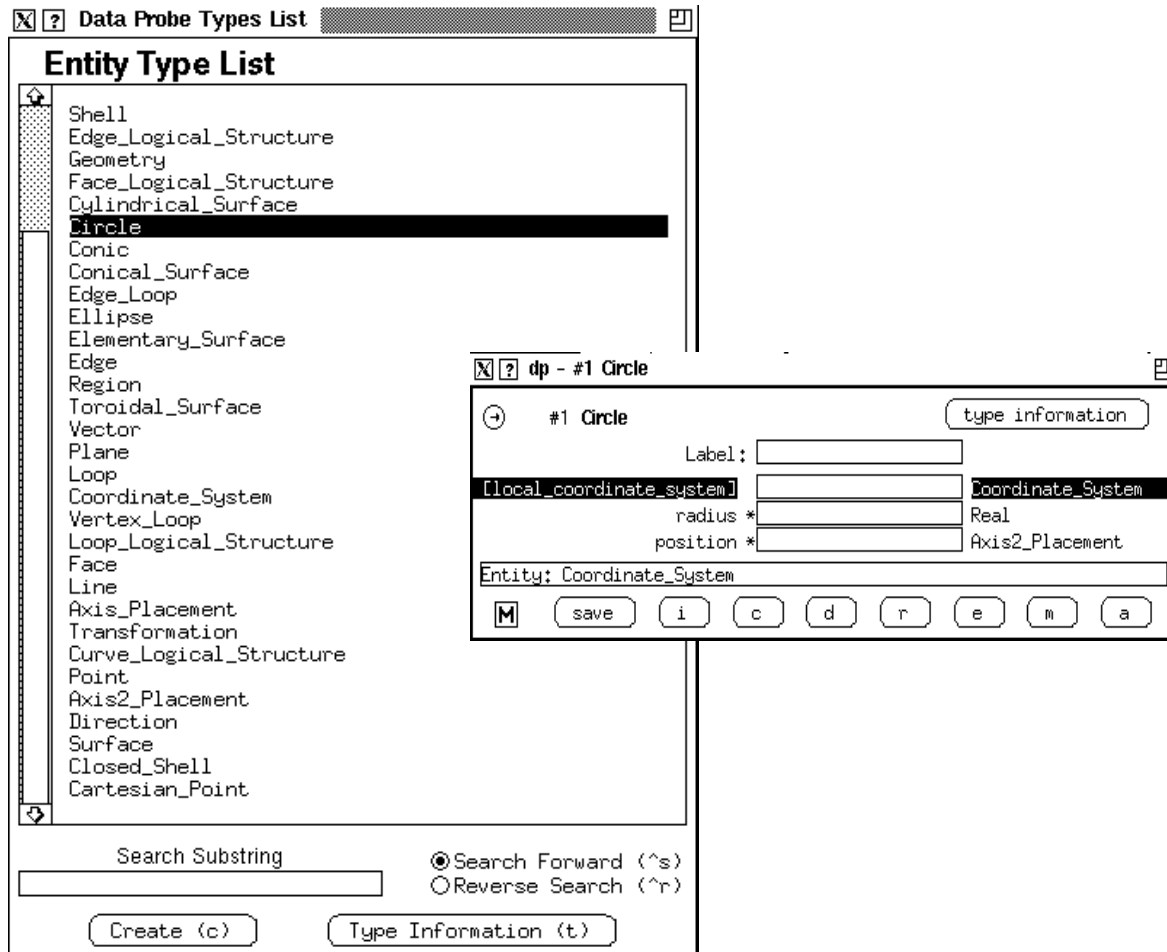 X ? Data Probe Types List
Entity Type List
Shell
Edge_Logical_Structure
Geometry
Face_Logical_Structure
Cylindrical_Surface
Circle
Conic
Conical_Surface
Edge_Loop
Ellipse
Elementary_Surface
Edge
Region
Toroidal_Surface
Vector
Plane
Loop
Coordinate_System
Vertex_Loop
Loop_Logical_Structure
Face
Line
Axis_Placement
Transformation
Curve_Logical_Structure
Point
Axis2_Placement
Direction
Surface
Closed_Shell
Cartesian_Point
Search Substring
Search Forward (^s)
Reverse Search (^r)
Create (c) Type Information (t)
X ? dp - #1 Circle
#1 Circle type information
Label:
[local_coordinate_system] Coordinate_System
radius * Real
position * Axis2_Placement
Entity: Coordinate_System
M save i c d r e m a